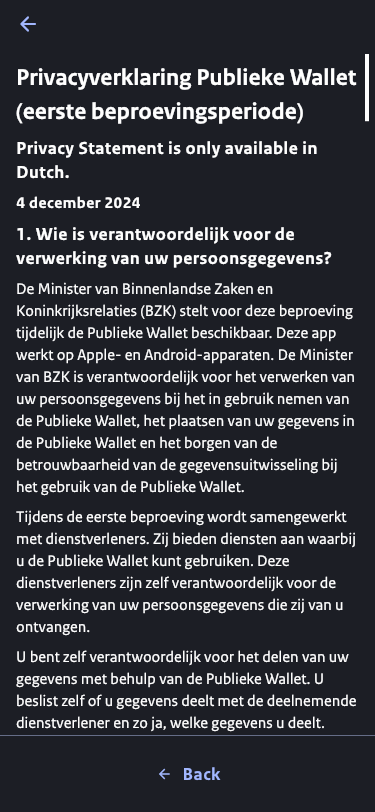 Privacyverklaring Publieke Wallet
(eerste beproevingsperiode)
Privacy Statement is only available in
Dutch.
4 december 2024
1. Wie is verantwoordelijk voor de
verwerking van uw persoonsgegevens?
De Minister van Binnenlandse Zaken en
Koninkrijksrelaties (BZK) stelt voor deze beproeving
tijdelijk de Publieke Wallet beschikbaar. Deze app
werkt op Apple- en Android-apparaten. De Minister
van BZK is verantwoordelijk voor het verwerken van
uw persoonsgegevens bij het in gebruik nemen van
de Publieke Wallet, het plaatsen van uw gegevens in
de Publieke Wallet en het borgen van de
betrouwbaarheid van de gegevensuitwisseling bij
het gebruik van de Publieke Wallet.
Tijdens de eerste beproeving wordt samengewerkt
met dienstverleners. Zij bieden diensten aan waarbij
u de Publieke Wallet kunt gebruiken. Deze
dienstverleners zijn zelf verantwoordelijk voor de
verwerking van uw persoonsgegevens die zij van u
ontvangen.
U bent zelf verantwoordelijk voor het delen van uw
gegevens met behulp van de Publieke Wallet. U
beslist zelf of u gegevens deelt met de deelnemende
dienstverlener en zo ja, welke gegevens u deelt.
Back